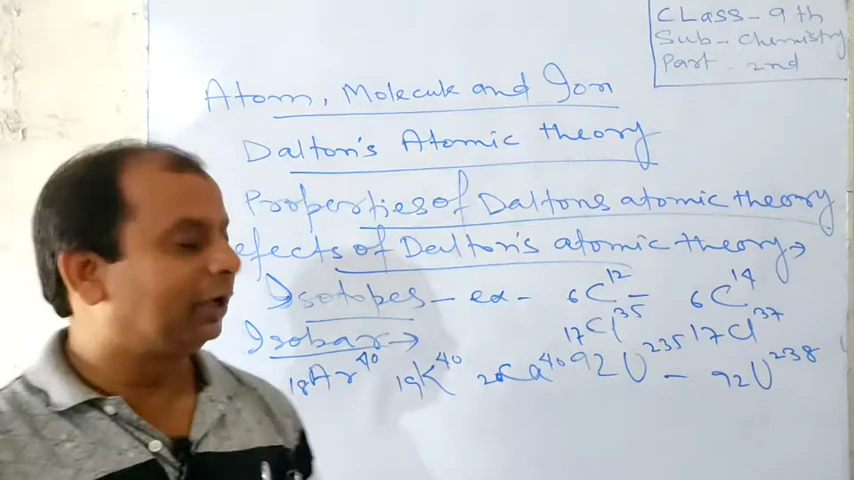 CLass - 9th
Sub - Chemistry
Part - 2nd
Atom, Molecule and Ion
Dalton's Atomic theory
Properties of Daltons atomic theory
efects of Dalton's atomic theory →
Isotopes - ex - 6C12 - 6C14
17Cl35 17Cl37
Isobar →
92U235 - 92U238
18Ar40 19K40 20Ca40